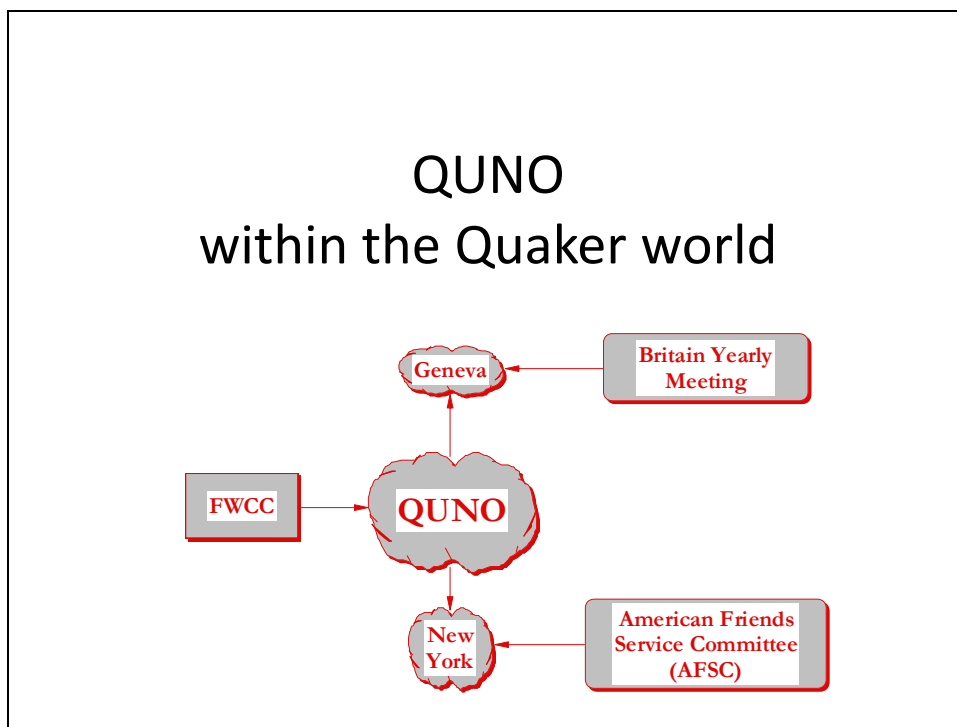 QUNO
within the Quaker world
Geneva
Britain Yearly
Meeting
FWCC
QUNO
New
York
American Friends
Service Committee
(AFSC)